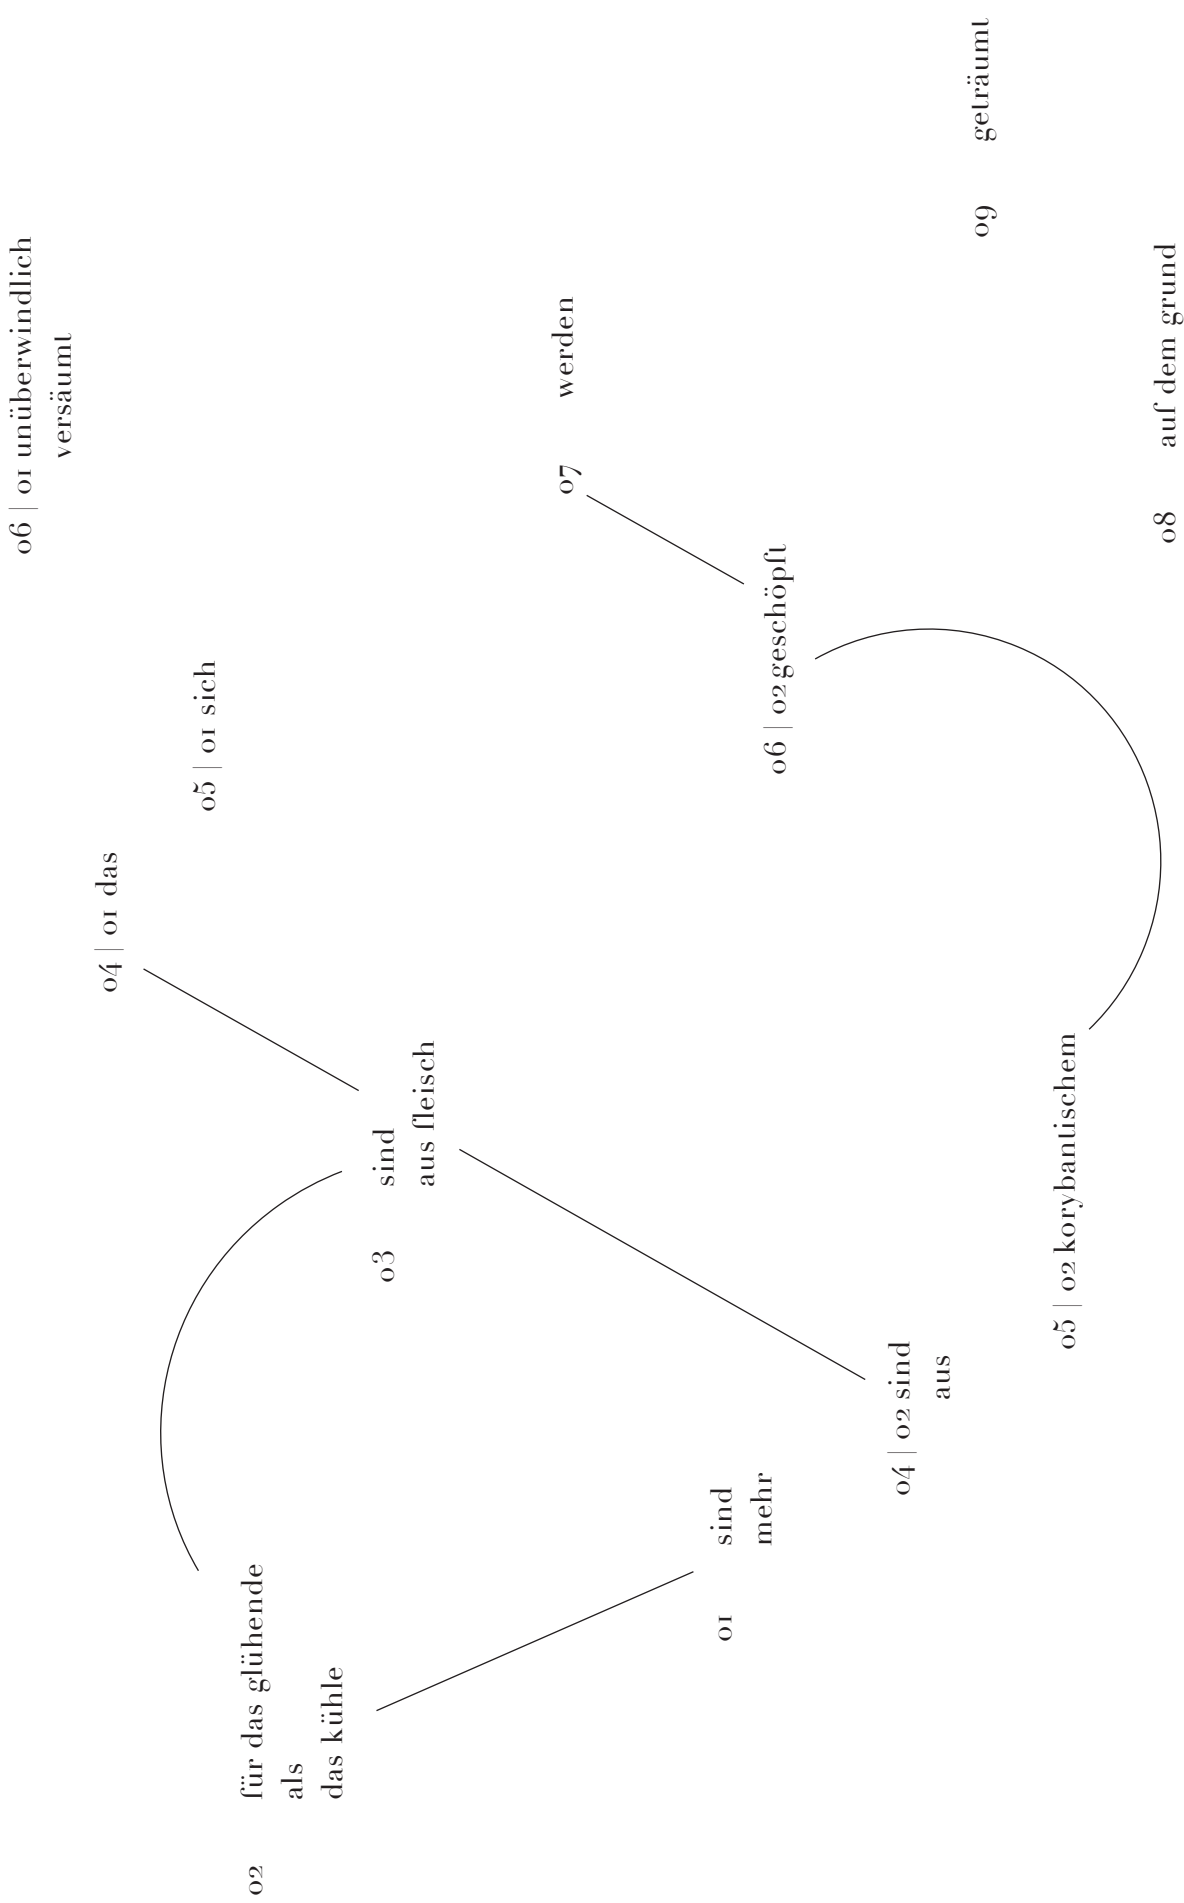 06 | 01 unüberwindlich
versäumt
04 | 01 das
05 | 01 sich
02 für das glühende
als
das kühle
03 sind
aus fleisch
07 werden
01 sind
mehr
06 | 02 geschöpft
04 | 02 sind
aus
09 geträumt
05 | 02 korybantischem
08 auf dem grund